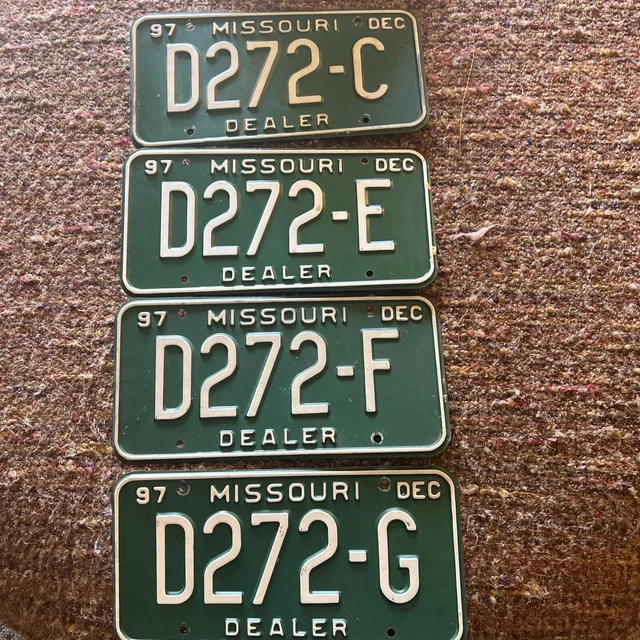 97 MISSOURI DEC
D272-C
DEALER
97 MISSOURI DEC
D272-E
DEALER
97 MISSOURI DEC
D272-F
DEALER
97 MISSOURI DEC
D272-G
DEALER